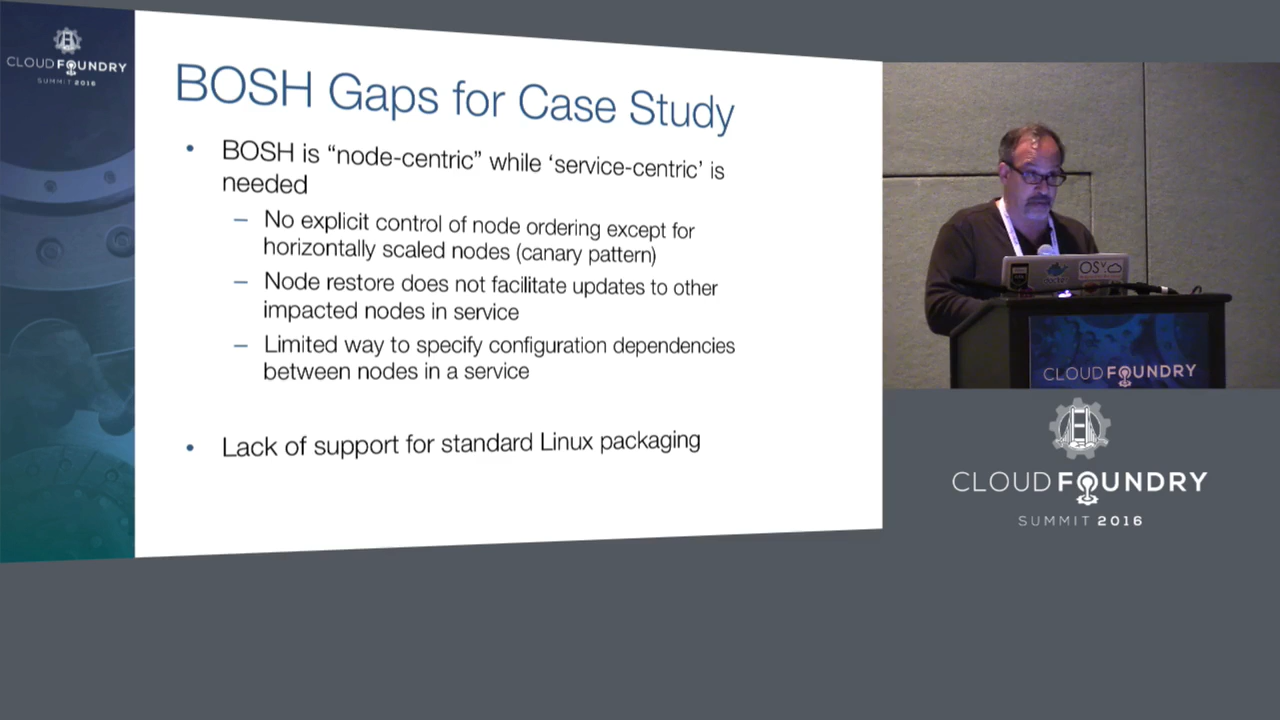 CLOUD FOUNDRY
SUMMIT 2016
BOSH Gaps for Case Study
• BOSH is “node-centric” while ‘service-centric’ is
needed
– No explicit control of node ordering except for
horizontally scaled nodes (canary pattern)
– Node restore does not facilitate updates to other
impacted nodes in service
– Limited way to specify configuration dependencies
between nodes in a service
• Lack of support for standard Linux packaging
OSv
CLOUD FOUNDRY
CLOUD FOUNDRY
SUMMIT 2016